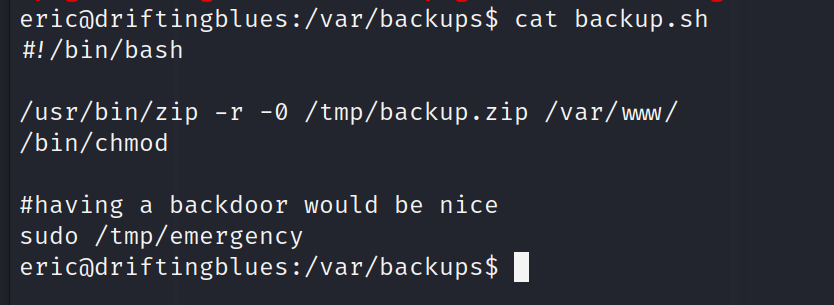 eric@driftingblues:/var/backups$ cat backup.sh
#!/bin/bash
/usr/bin/zip -r -0 /tmp/backup.zip /var/www/
/bin/chmod
#having a backdoor would be nice
sudo /tmp/emergency
eric@driftingblues:/var/backups$